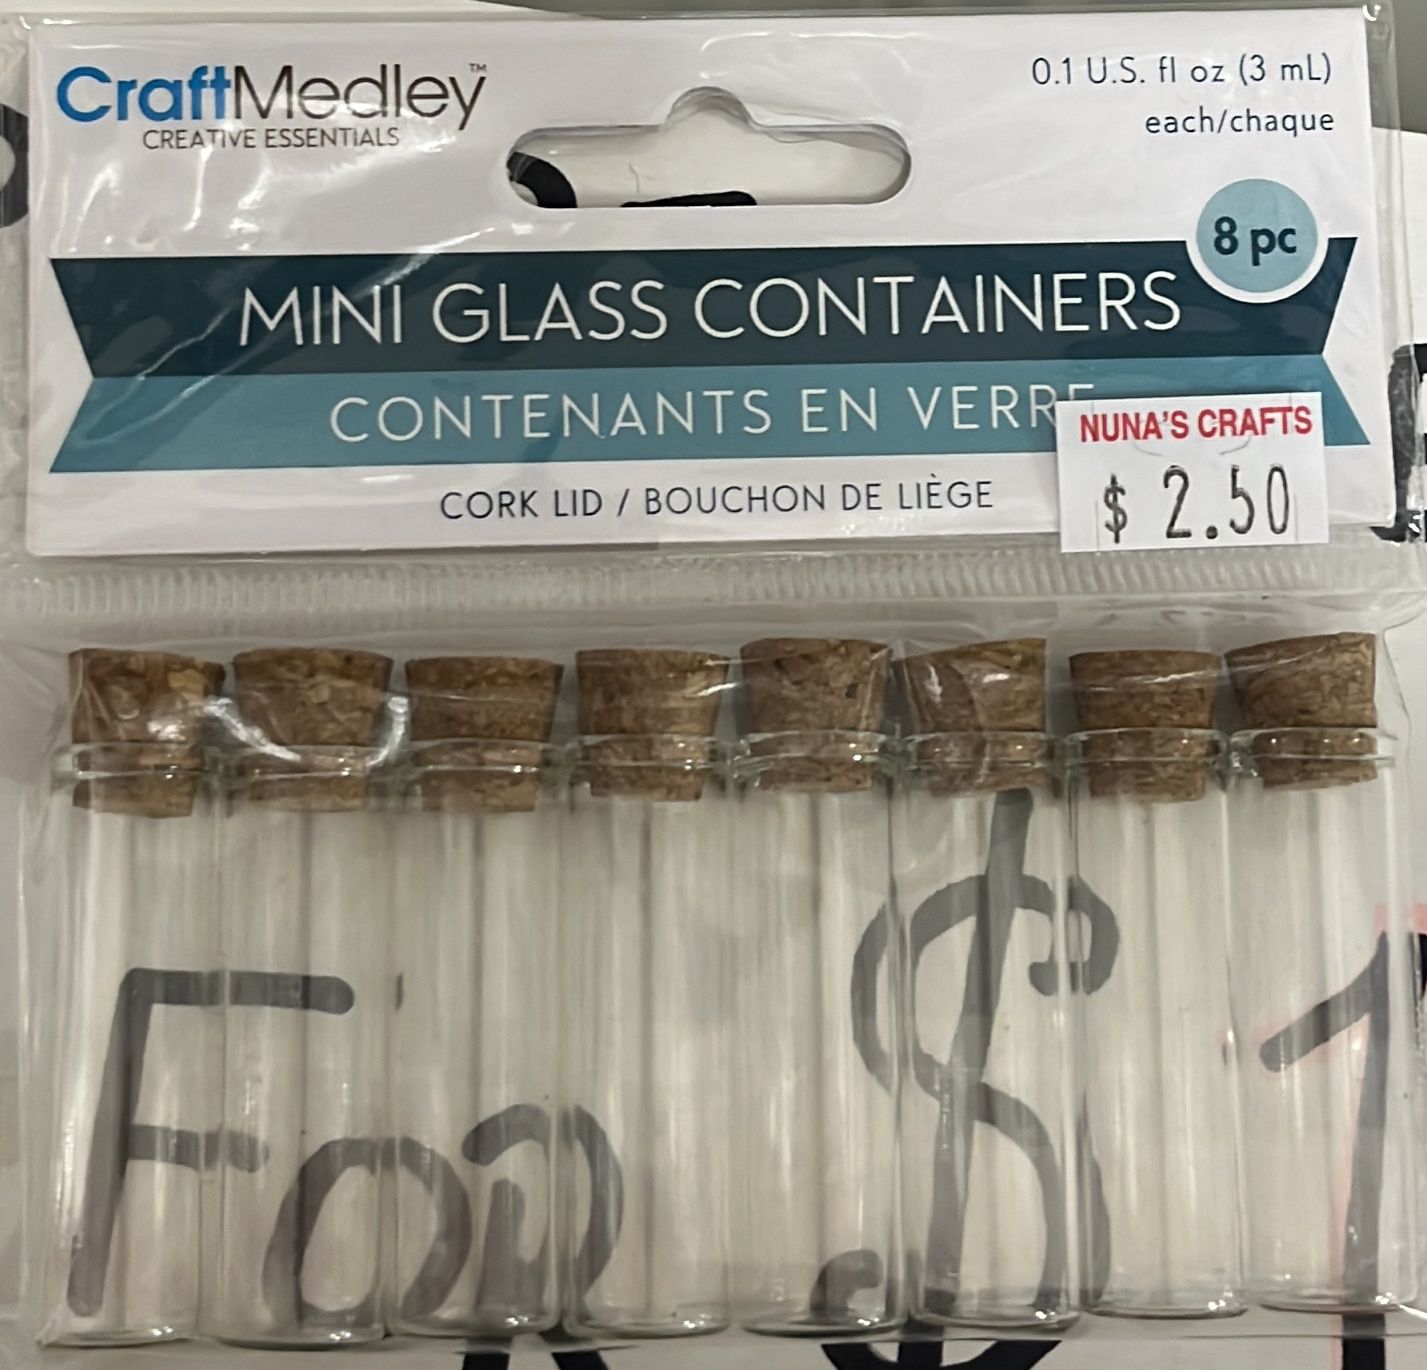 CraftMedley™
CREATIVE ESSENTIALS
0.1 U.S. fl oz (3 mL)
each/chaque
8 pc
MINI GLASS CONTAINERS
CONTENANTS EN VERRE
CORK LID / BOUCHON DE LIÈGE
NUNA'S CRAFTS
$ 2.50
For $ 1